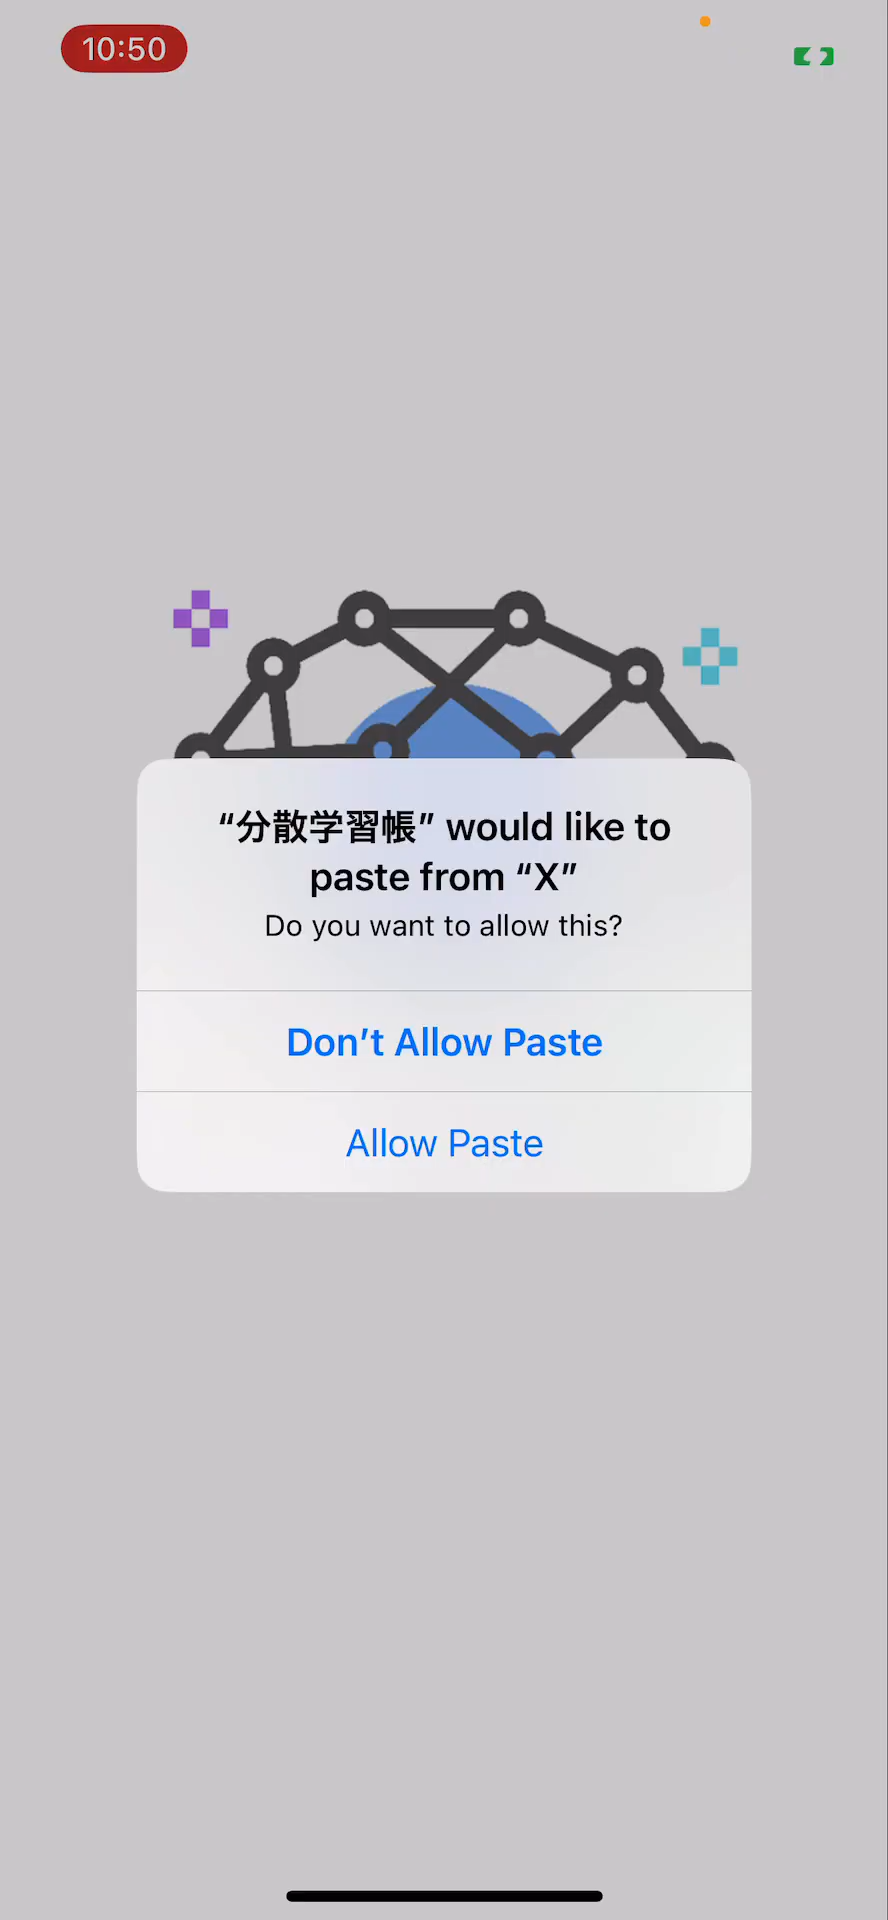 10:50
“分散学習帳” would like to
paste from “X”
Do you want to allow this?
Don’t Allow Paste
Allow Paste